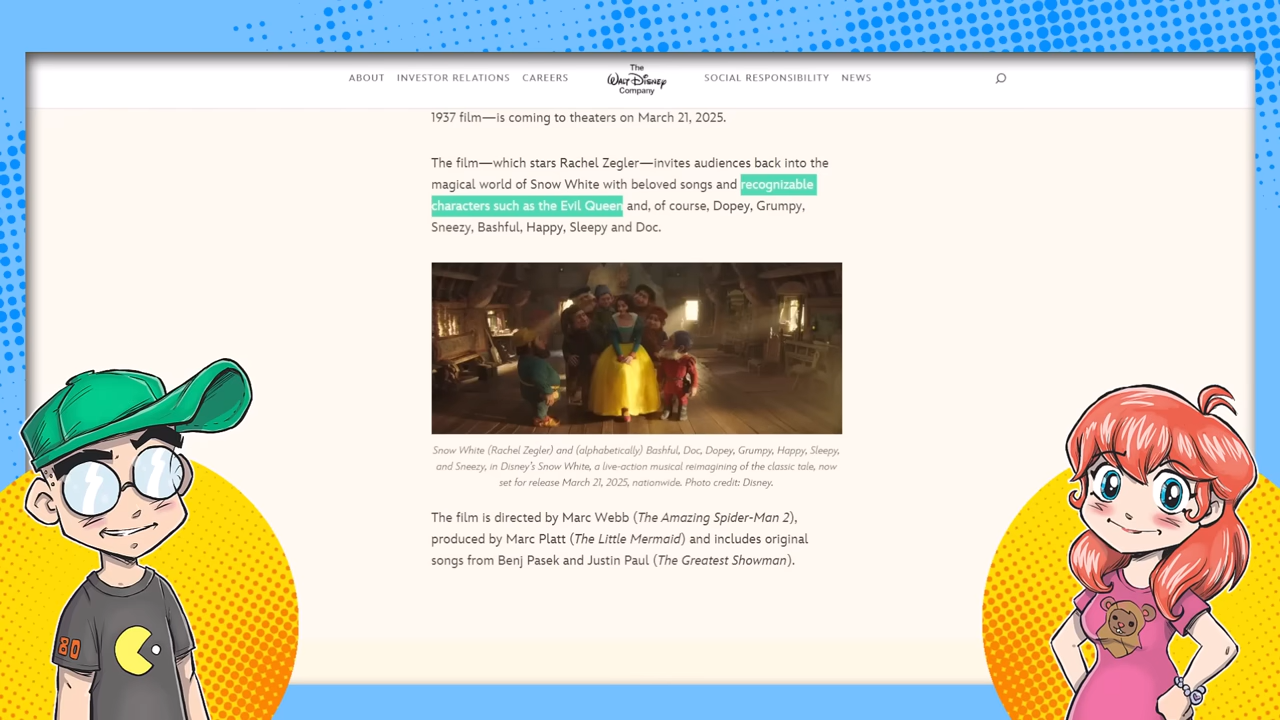 ABOUT INVESTOR RELATIONS CAREERS The Walt Disney Company SOCIAL RESPONSIBILITY NEWS
1937 film—is coming to theaters on March 21, 2025.
The film—which stars Rachel Zegler—invites audiences back into the
magical world of Snow White with beloved songs and recognizable
characters such as the Evil Queen and, of course, Dopey, Grumpy,
Sneezy, Bashful, Happy, Sleepy and Doc.
Snow White (Rachel Zegler) and (alphabetically) Bashful, Doc, Dopey, Grumpy, Happy, Sleepy,
and Sneezy, in Disney's Snow White, a live-action musical reimagining of the classic tale, now
set for release March 21, 2025, nationwide. Photo credit: Disney.
The film is directed by Marc Webb (The Amazing Spider-Man 2),
produced by Marc Platt (The Little Mermaid) and includes original
songs from Benj Pasek and Justin Paul (The Greatest Showman).
80